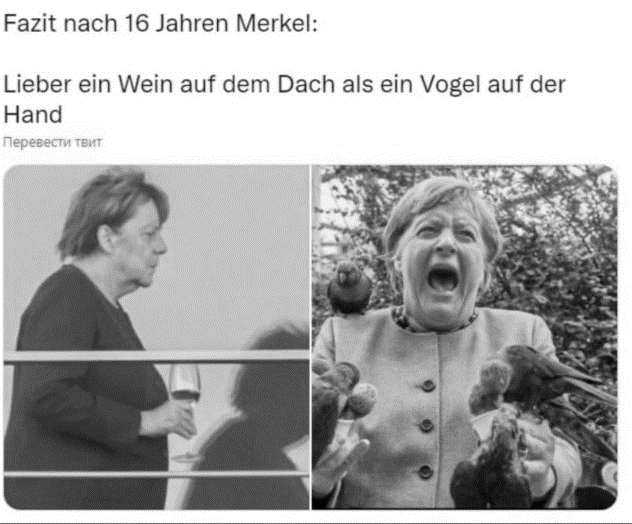 Fazit nach 16 Jahren Merkel:
Lieber ein Wein auf dem Dach als ein Vogel auf der
Hand
Перевести твит